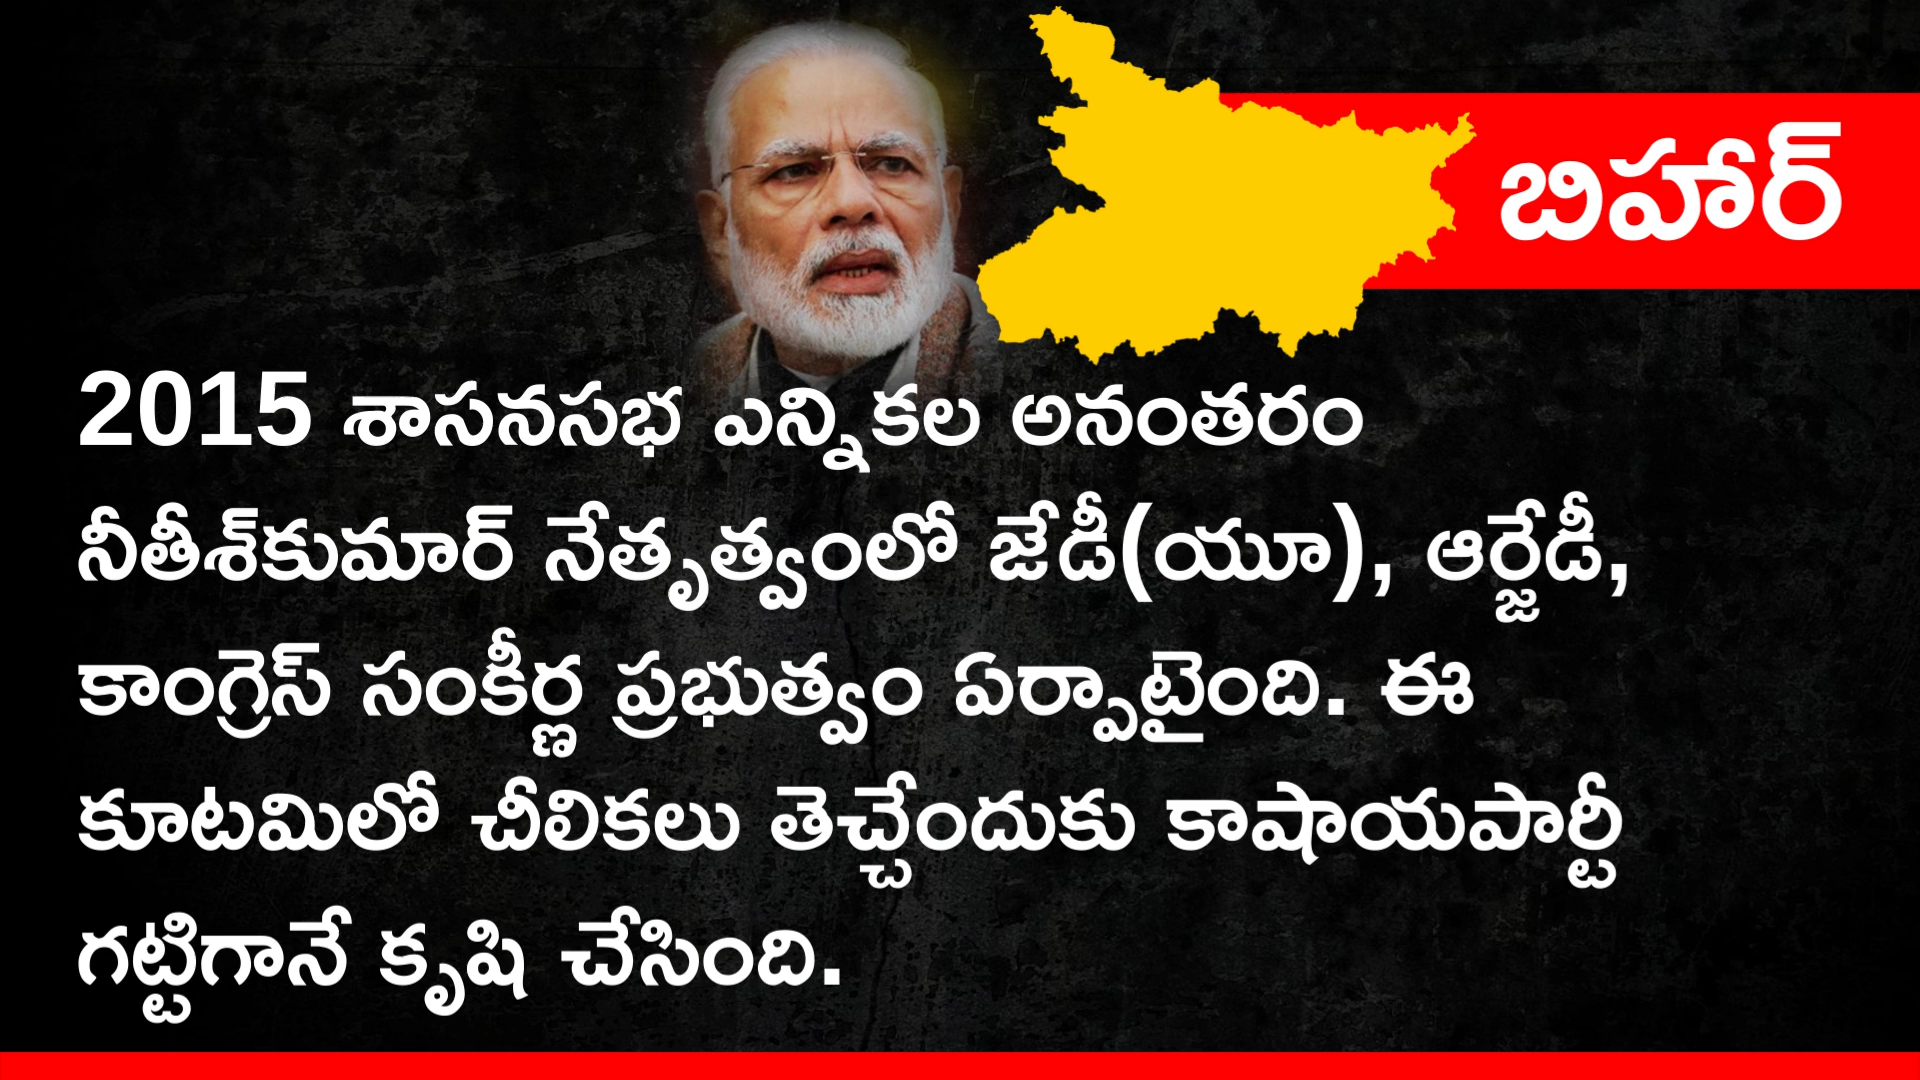 బిహార్
2015 శాసనసభ ఎన్నికల అనంతరం
నీతీశ్‌కుమార్ నేతృత్వంలో జేడీ(యూ), ఆర్జేడీ,
కాంగ్రెస్ సంకీర్ణ ప్రభుత్వం ఏర్పాటైంది. ఈ
కూటమిలో చీలికలు తెచ్చేందుకు కాషాయపార్టీ
గట్టిగానే కృషి చేసింది.